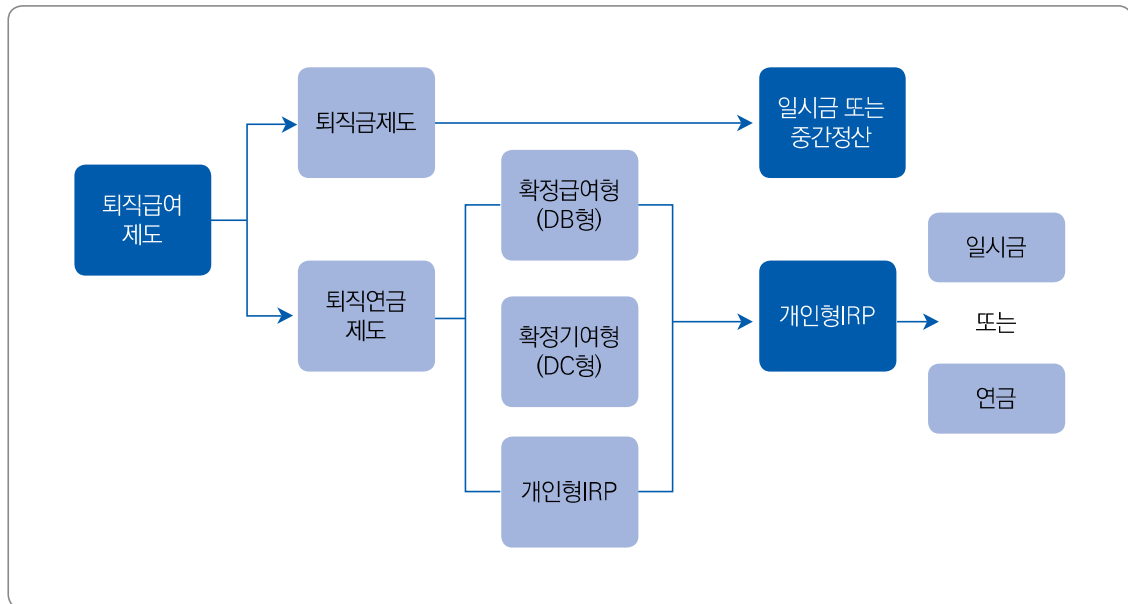 퇴직급여
제도
퇴직금제도
일시금 또는
중간정산
퇴직연금
제도
확정급여형
(DB형)
확정기여형
(DC형)
개인형IRP
개인형IRP
일시금
또는
연금